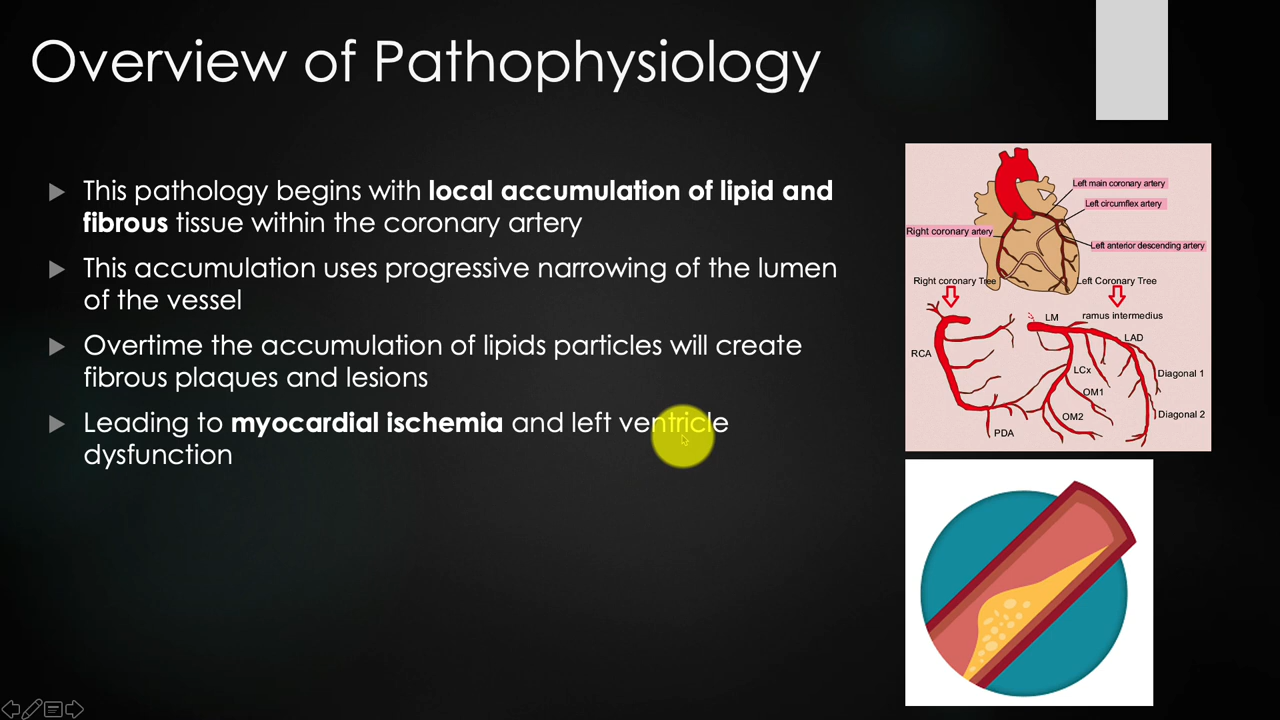 Overview of Pathophysiology
This pathology begins with local accumulation of lipid and
fibrous tissue within the coronary artery
This accumulation uses progressive narrowing of the lumen
of the vessel
Overtime the accumulation of lipids particles will create
fibrous plaques and lesions
Leading to myocardial ischemia and left ventricle
dysfunction
Left main coronary artery
Left circumflex artery
Right coronary artery
Left anterior descending artery
Right coronary Tree
Left Coronary Tree
LM
ramus intermedius
LAD
RCA
LCx
Diagonal 1
OM1
OM2
Diagonal 2
PDA